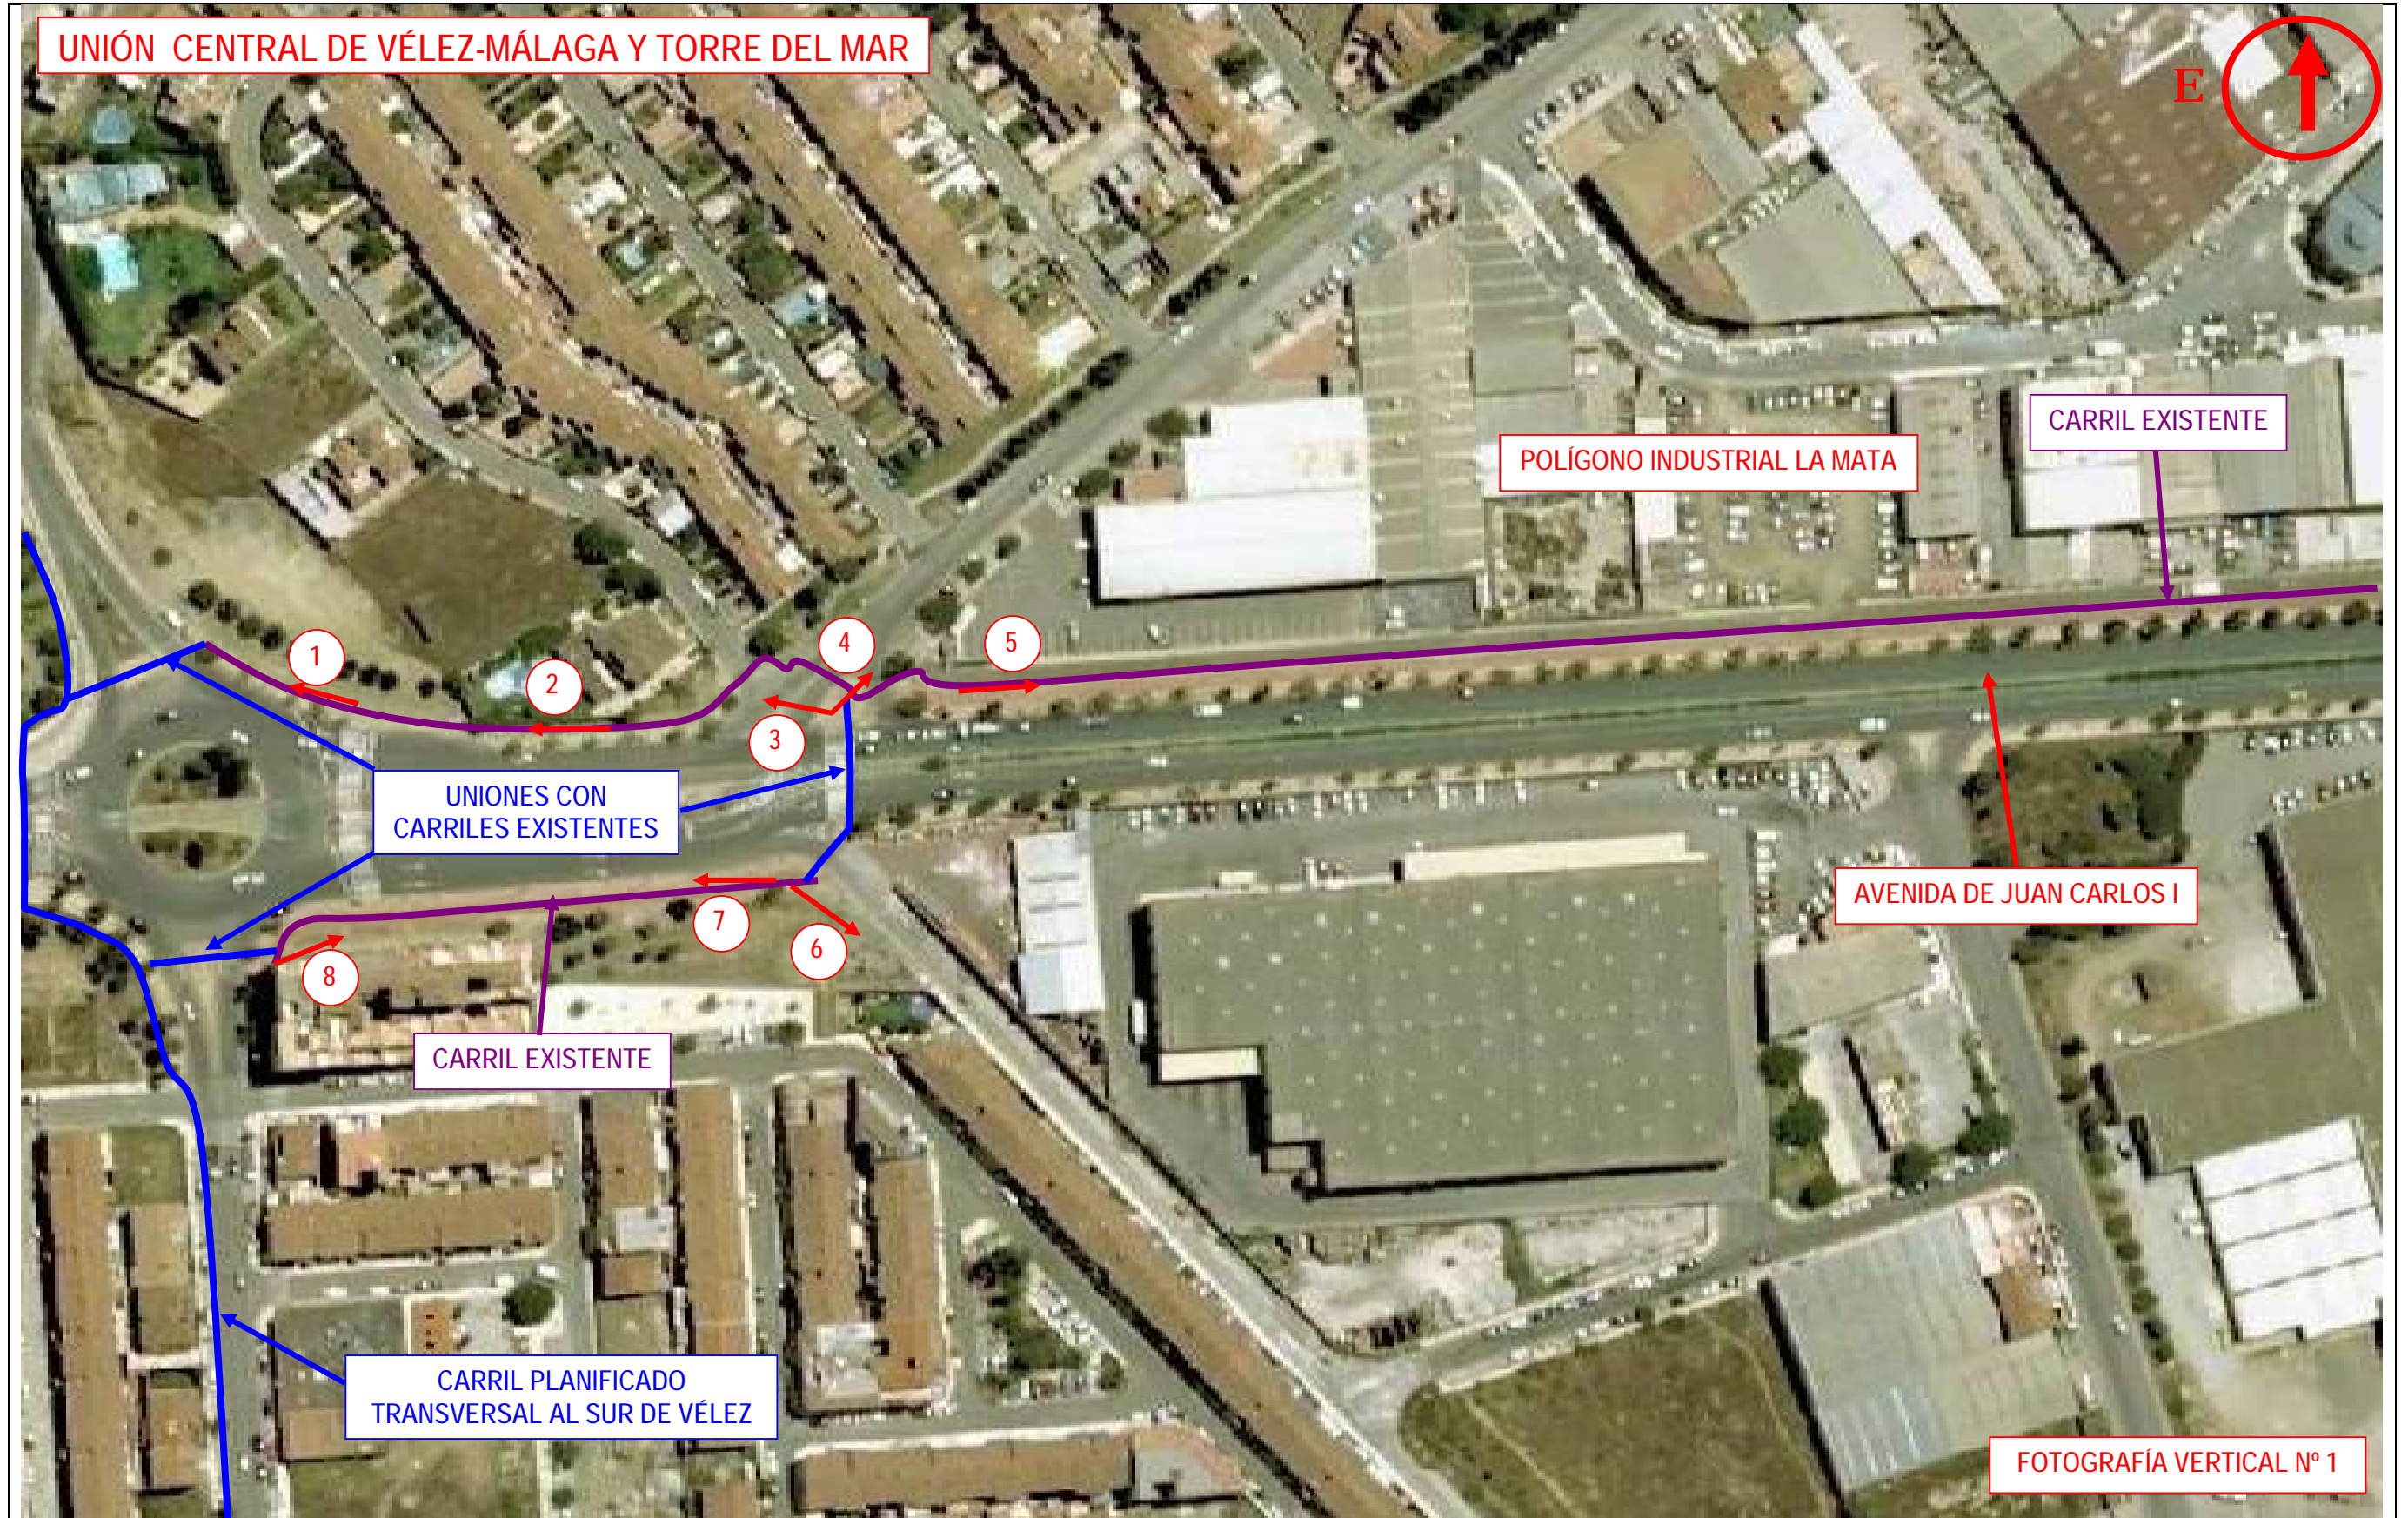 UNIÓN CENTRAL DE VÉLEZ-MÁLAGA Y TORRE DEL MAR
E
CARRIL EXISTENTE
POLÍGONO INDUSTRIAL LA MATA
1
2
4
5
3
UNIONES CON
CARRILES EXISTENTES
AVENIDA DE JUAN CARLOS I
7
6
8
CARRIL EXISTENTE
CARRIL PLANIFICADO
TRANSVERSAL AL SUR DE VÉLEZ
FOTOGRAFÍA VERTICAL Nº 1